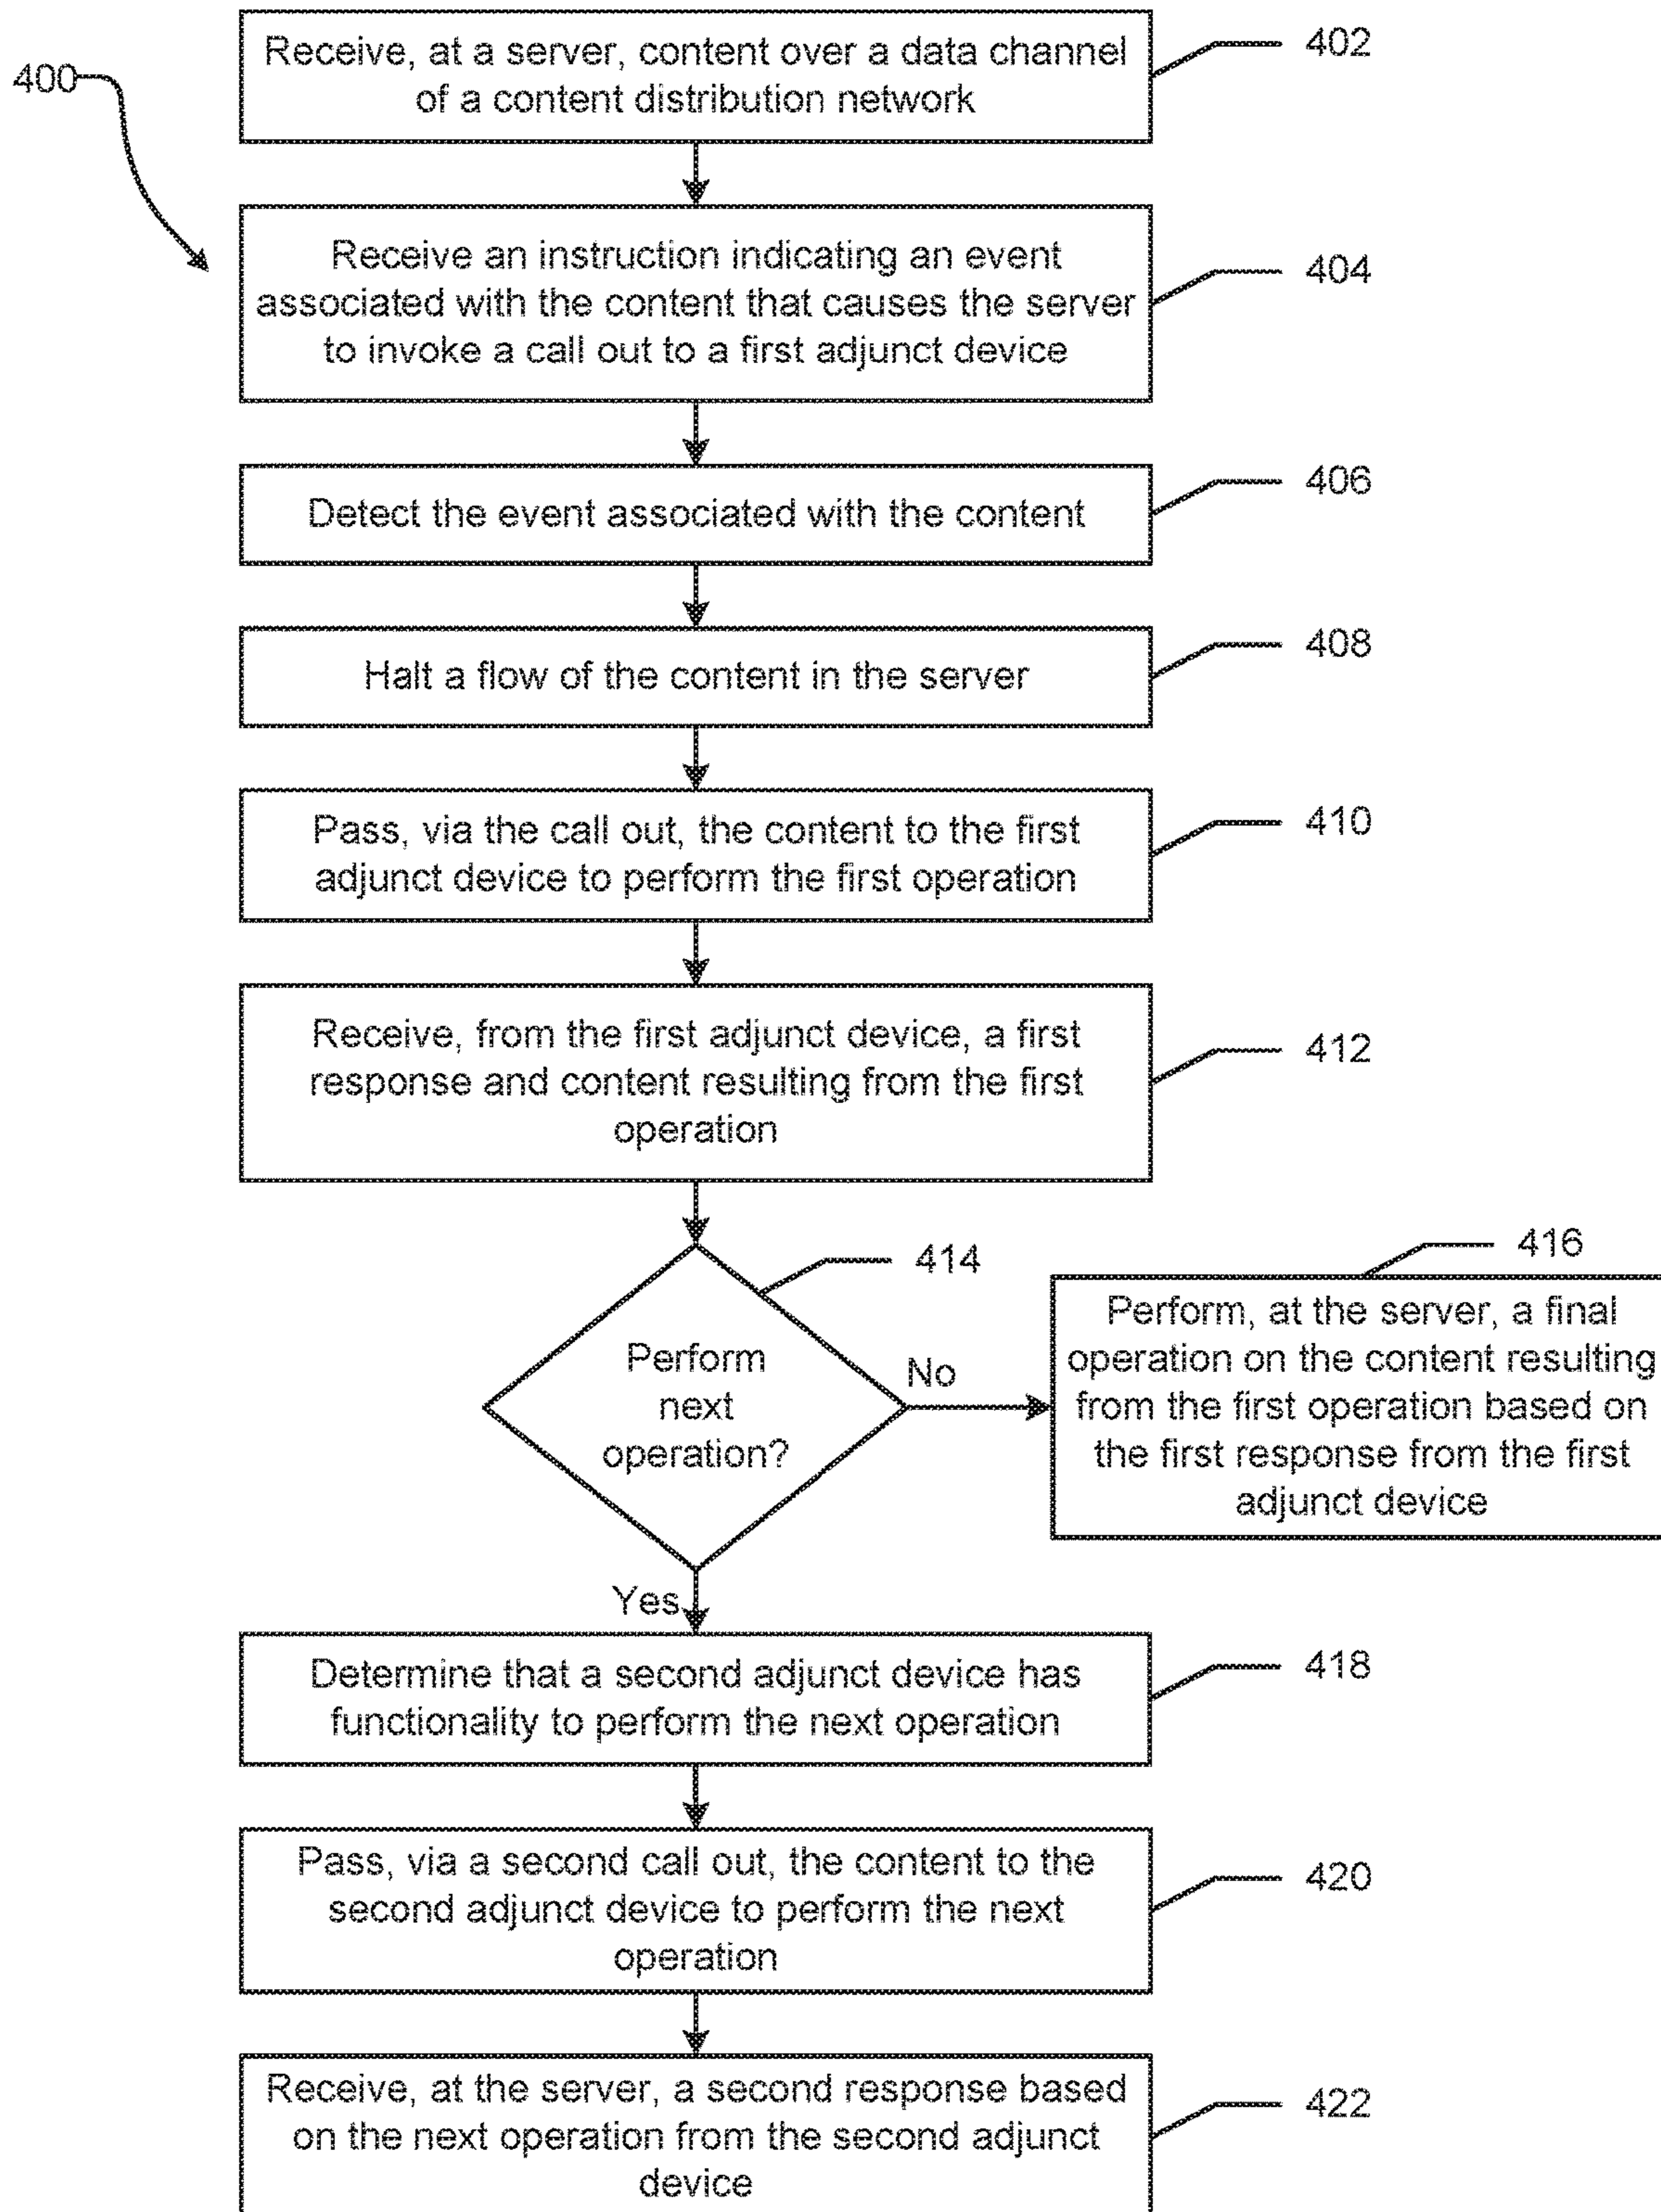 Receive, at a server, content over a data channel
of a content distribution network
402
400
Receive an instruction indicating an event
associated with the content that causes the server
to invoke a call out to a first adjunct device
404
Detect the event associated with the content
406
Halt a flow of the content in the server
408
Pass, via the call out, the content to the first
adjunct device to perform the first operation
410
Receive, from the first adjunct device, a first
response and content resulting from the first
operation
412
414
Perform
next
operation?
No
416
Perform, at the server, a final
operation on the content resulting
from the first operation based on
the first response from the first
adjunct device
Yes
Determine that a second adjunct device has
functionality to perform the next operation
418
Pass, via a second call out, the content to the
second adjunct device to perform the next
operation
420
Receive, at the server, a second response based
on the next operation from the second adjunct
device
422